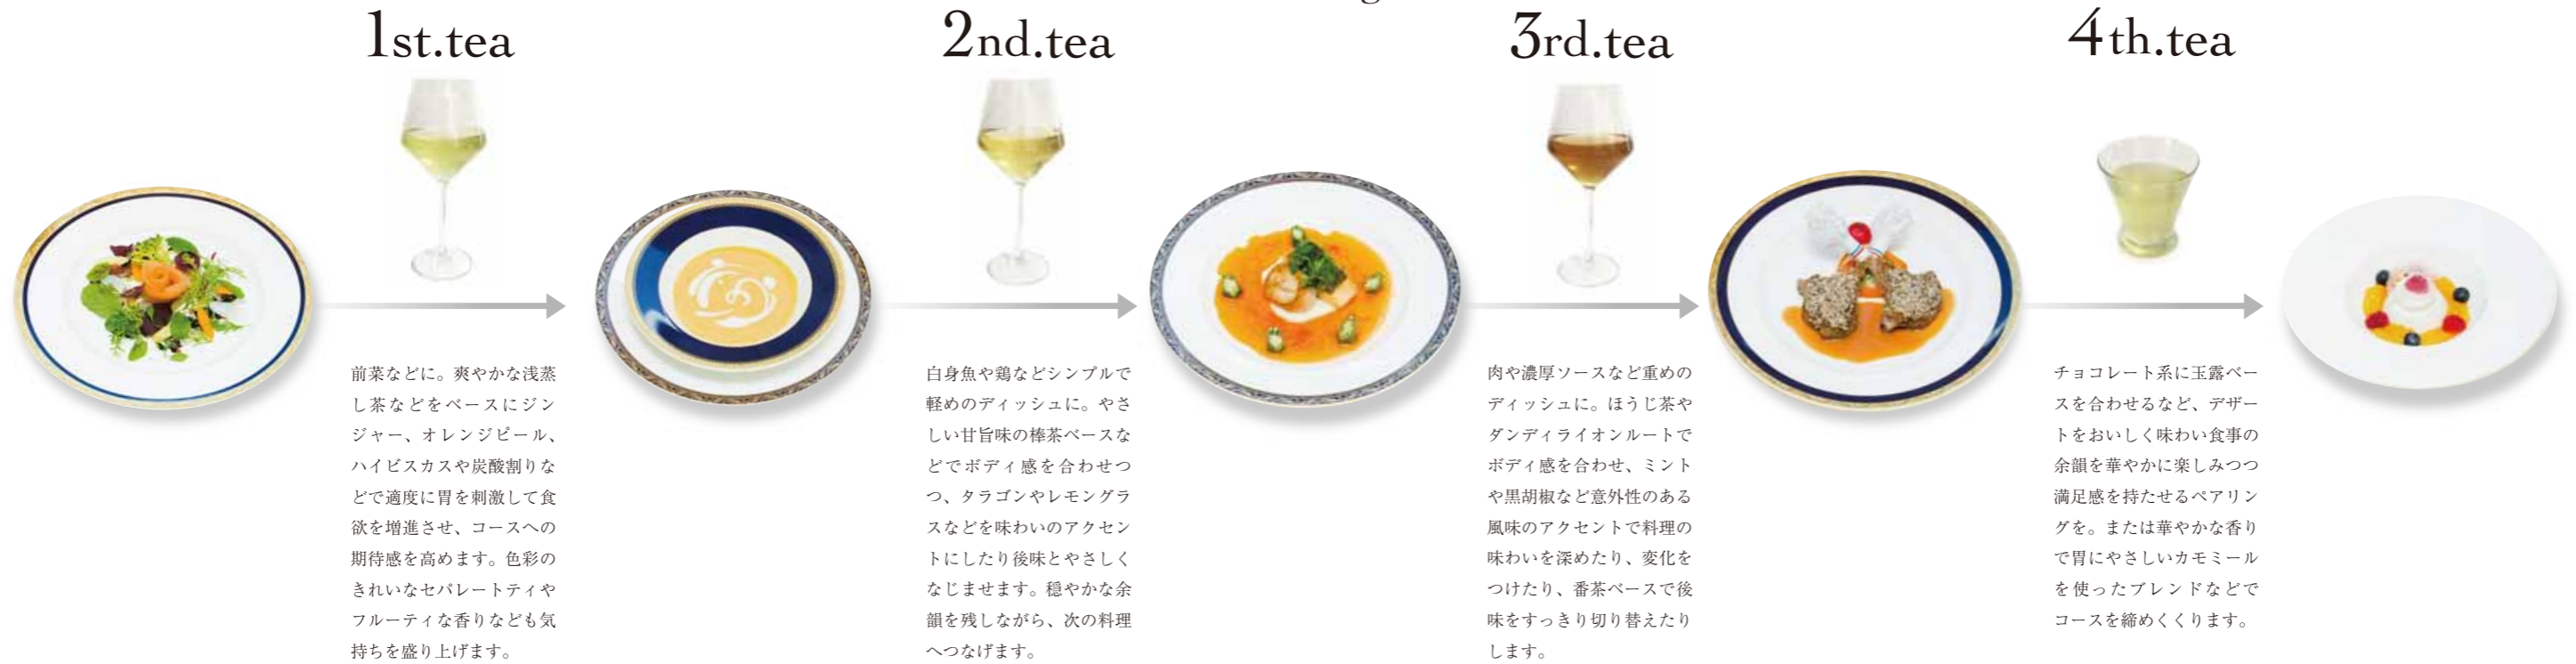 1st.tea
前菜などに。爽やかな浅蒸
し茶などをベースにジン
ジャー、オレンジピール、
ハイビスカスや炭酸割りな
どで適度に胃を刺激して食
欲を増進させ、コースへの
期待感を高めます。色彩の
きれいなセパレートティや
フルーティな香りなども気
持ちを盛り上げます。
2nd.tea
白身魚や鶏などシンプルで
軽めのディッシュに。やさ
しい甘旨味の棒茶ベースな
どでボディ感を合わせつ
つ、タラゴンやレモングラ
スなどを味わいのアクセン
トにしたり後味とやさしく
なじませます。穏やかな余
韻を残しながら、次の料理
へつなげます。
3rd.tea
肉や濃厚ソースなど重めの
ディッシュに。ほうじ茶や
ダンディライオンルートで
ボディ感を合わせ、ミント
や黒胡椒など意外性のある
風味のアクセントで料理の
味わいを深めたり、変化を
つけたり、番茶ベースで後
味をすっきり切り替えたり
します。
4th.tea
チョコレート系に玉露ベー
スを合わせるなど、デザー
トをおいしく味わい食事の
余韻を華やかに楽しみつつ
満足感を持たせるペアリン
グを。または華やかな香り
で胃にやさしいカモミール
を使ったブレンドなどで
コースを締めくくります。